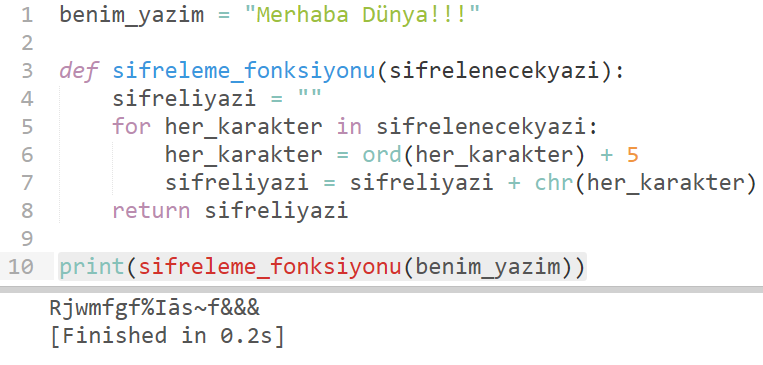 1 benim_yazim = "Merhaba Dünya!!!"
2
3 def sifreleme_fonksiyonu(sifrelenecekyazi):
4     sifreliyazi = ""
5     for her_karakter in sifrelenecekyazi:
6         her_karakter = ord(her_karakter) + 5
7         sifreliyazi = sifreliyazi + chr(her_karakter)
8     return sifreliyazi
9
10 print(sifreleme_fonksiyonu(benim_yazim))
Rjwmfgf%Iās~f&&&
[Finished in 0.2s]